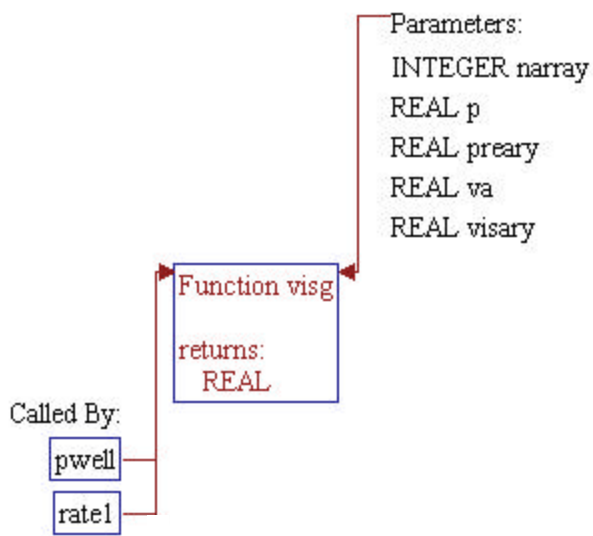 Parameters:
INTEGER narray
REAL p
REAL preary
REAL va
REAL visary
Function visg
returns:
REAL
Called By:
pwell
rate1